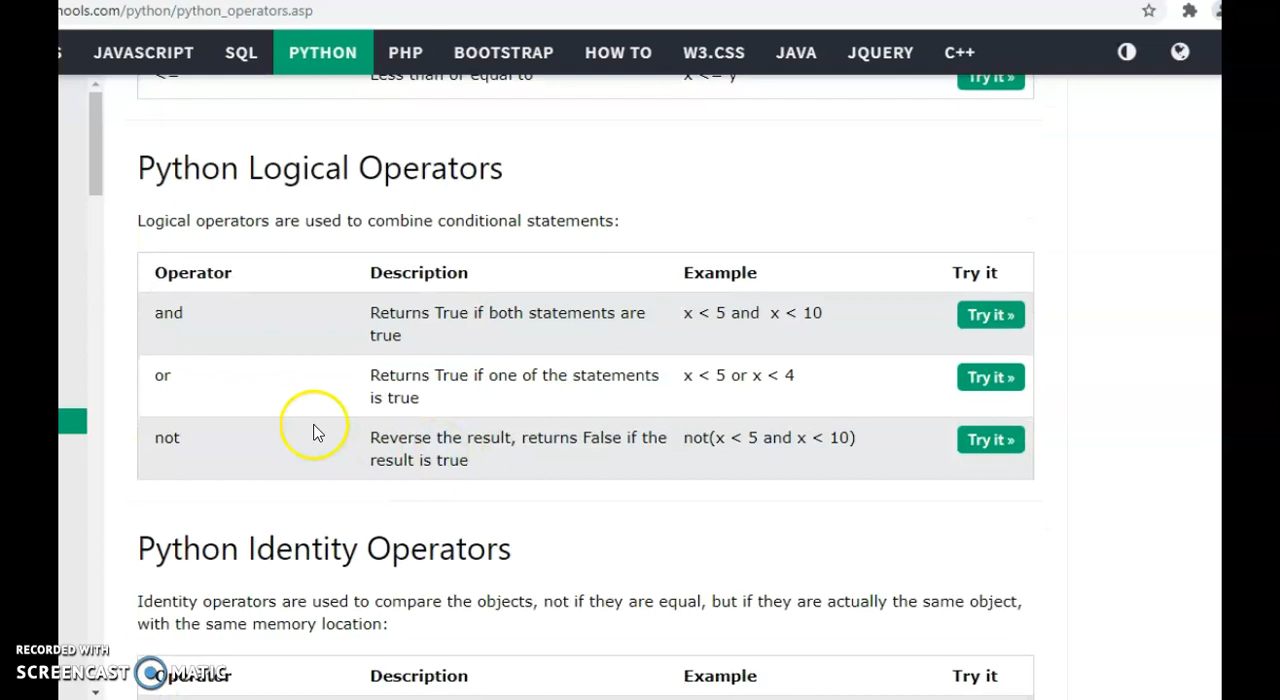 hools.com/python/python_operators.asp
S JAVASCRIPT SQL PYTHON PHP BOOTSTRAP HOW TO W3.CSS JAVA JQUERY C++
<= Less than or equal to x <= y Try it »
Python Logical Operators
Logical operators are used to combine conditional statements:
Operator Description Example Try it
and Returns True if both statements are x < 5 and  x < 10 Try it »
true
or Returns True if one of the statements x < 5 or x < 4 Try it »
is true
not Reverse the result, returns False if the not(x < 5 and x < 10) Try it »
result is true
Python Identity Operators
Identity operators are used to compare the objects, not if they are equal, but if they are actually the same object,
with the same memory location:
RECORDED WITH
SCREENCAST MATIC
Operator Description Example Try it